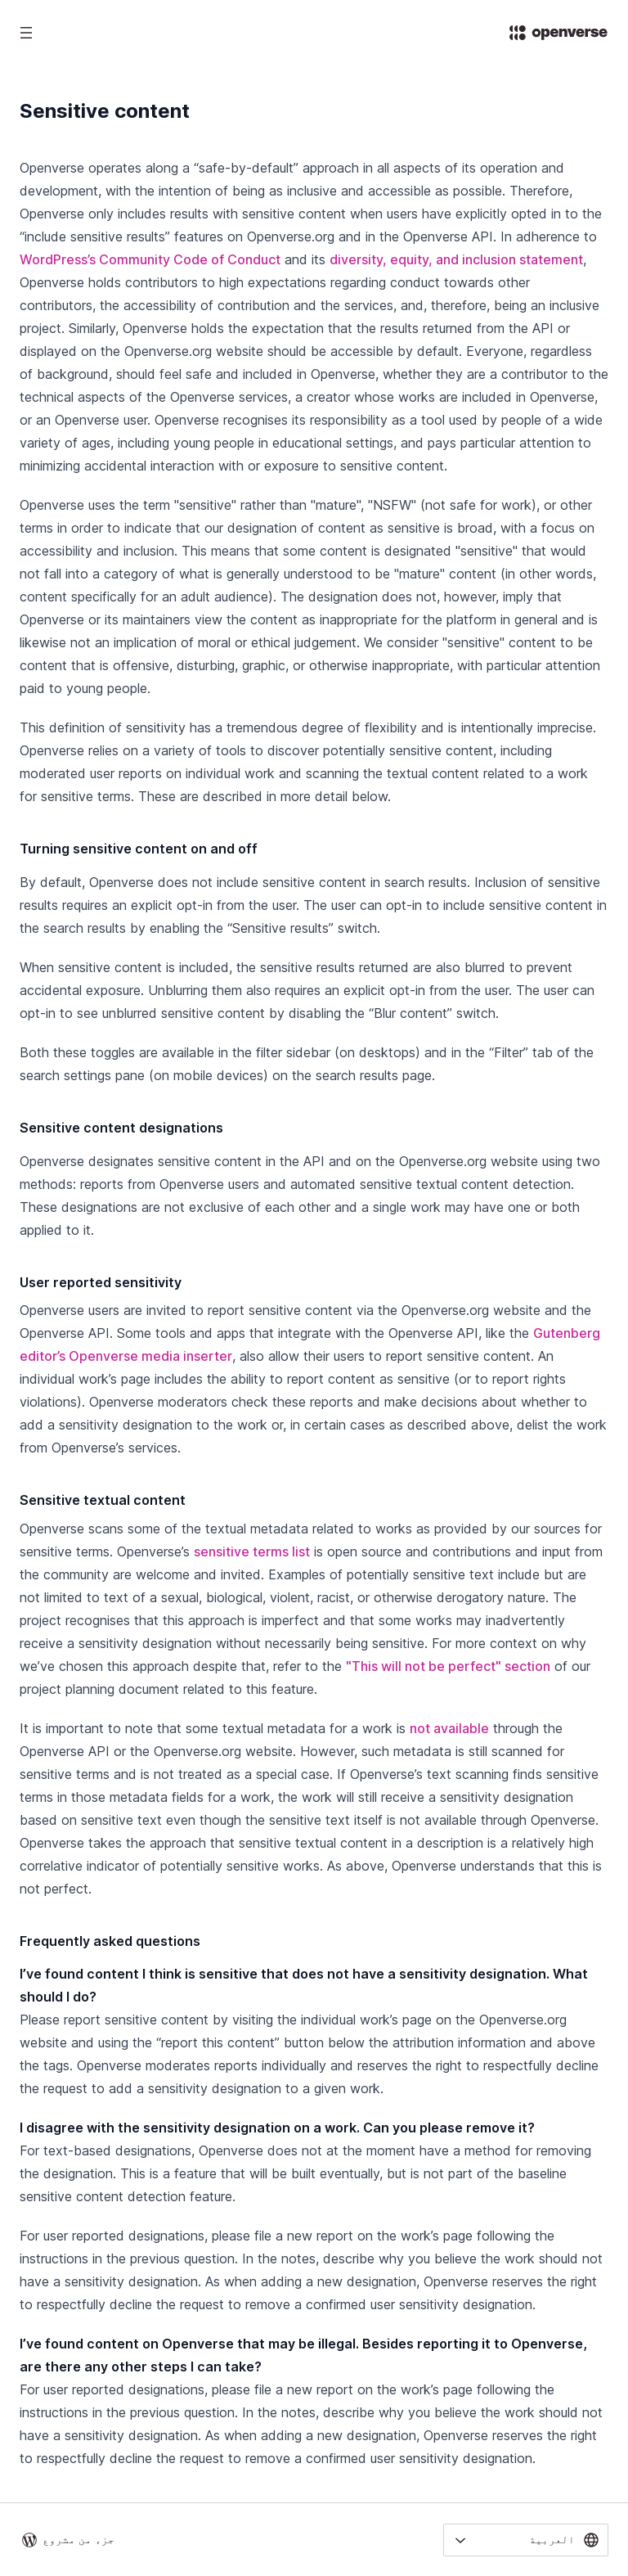 openverse
Sensitive content
Openverse operates along a “safe-by-default” approach in all aspects of its operation and
development, with the intention of being as inclusive and accessible as possible. Therefore,
Openverse only includes results with sensitive content when users have explicitly opted in to the
“include sensitive results” features on Openverse.org and in the Openverse API. In adherence to
WordPress’s Community Code of Conduct and its diversity, equity, and inclusion statement,
Openverse holds contributors to high expectations regarding conduct towards other
contributors, the accessibility of contribution and the services, and, therefore, being an inclusive
project. Similarly, Openverse holds the expectation that the results returned from the API or
displayed on the Openverse.org website should be accessible by default. Everyone, regardless
of background, should feel safe and included in Openverse, whether they are a contributor to the
technical aspects of the Openverse services, a creator whose works are included in Openverse,
or an Openverse user. Openverse recognises its responsibility as a tool used by people of a wide
variety of ages, including young people in educational settings, and pays particular attention to
minimizing accidental interaction with or exposure to sensitive content.
Openverse uses the term "sensitive" rather than "mature", "NSFW" (not safe for work), or other
terms in order to indicate that our designation of content as sensitive is broad, with a focus on
accessibility and inclusion. This means that some content is designated "sensitive" that would
not fall into a category of what is generally understood to be "mature" content (in other words,
content specifically for an adult audience). The designation does not, however, imply that
Openverse or its maintainers view the content as inappropriate for the platform in general and is
likewise not an implication of moral or ethical judgement. We consider "sensitive" content to be
content that is offensive, disturbing, graphic, or otherwise inappropriate, with particular attention
paid to young people.
This definition of sensitivity has a tremendous degree of flexibility and is intentionally imprecise.
Openverse relies on a variety of tools to discover potentially sensitive content, including
moderated user reports on individual work and scanning the textual content related to a work
for sensitive terms. These are described in more detail below.
Turning sensitive content on and off
By default, Openverse does not include sensitive content in search results. Inclusion of sensitive
results requires an explicit opt-in from the user. The user can opt-in to include sensitive content in
the search results by enabling the “Sensitive results” switch.
When sensitive content is included, the sensitive results returned are also blurred to prevent
accidental exposure. Unblurring them also requires an explicit opt-in from the user. The user can
opt-in to see unblurred sensitive content by disabling the “Blur content” switch.
Both these toggles are available in the filter sidebar (on desktops) and in the “Filter” tab of the
search settings pane (on mobile devices) on the search results page.
Sensitive content designations
Openverse designates sensitive content in the API and on the Openverse.org website using two
methods: reports from Openverse users and automated sensitive textual content detection.
These designations are not exclusive of each other and a single work may have one or both
applied to it.
User reported sensitivity
Openverse users are invited to report sensitive content via the Openverse.org website and the
Openverse API. Some tools and apps that integrate with the Openverse API, like the Gutenberg
editor’s Openverse media inserter, also allow their users to report sensitive content. An
individual work’s page includes the ability to report content as sensitive (or to report rights
violations). Openverse moderators check these reports and make decisions about whether to
add a sensitivity designation to the work or, in certain cases as described above, delist the work
from Openverse’s services.
Sensitive textual content
Openverse scans some of the textual metadata related to works as provided by our sources for
sensitive terms. Openverse’s sensitive terms list is open source and contributions and input from
the community are welcome and invited. Examples of potentially sensitive text include but are
not limited to text of a sexual, biological, violent, racist, or otherwise derogatory nature. The
project recognises that this approach is imperfect and that some works may inadvertently
receive a sensitivity designation without necessarily being sensitive. For more context on why
we’ve chosen this approach despite that, refer to the "This will not be perfect" section of our
project planning document related to this feature.
It is important to note that some textual metadata for a work is not available through the
Openverse API or the Openverse.org website. However, such metadata is still scanned for
sensitive terms and is not treated as a special case. If Openverse’s text scanning finds sensitive
terms in those metadata fields for a work, the work will still receive a sensitivity designation
based on sensitive text even though the sensitive text itself is not available through Openverse.
Openverse takes the approach that sensitive textual content in a description is a relatively high
correlative indicator of potentially sensitive works. As above, Openverse understands that this is
not perfect.
Frequently asked questions
I’ve found content I think is sensitive that does not have a sensitivity designation. What
should I do?
Please report sensitive content by visiting the individual work’s page on the Openverse.org
website and using the “report this content” button below the attribution information and above
the tags. Openverse moderates reports individually and reserves the right to respectfully decline
the request to add a sensitivity designation to a given work.
I disagree with the sensitivity designation on a work. Can you please remove it?
For text-based designations, Openverse does not at the moment have a method for removing
the designation. This is a feature that will be built eventually, but is not part of the baseline
sensitive content detection feature.
For user reported designations, please file a new report on the work’s page following the
instructions in the previous question. In the notes, describe why you believe the work should not
have a sensitivity designation. As when adding a new designation, Openverse reserves the right
to respectfully decline the request to remove a confirmed user sensitivity designation.
I’ve found content on Openverse that may be illegal. Besides reporting it to Openverse,
are there any other steps I can take?
For user reported designations, please file a new report on the work’s page following the
instructions in the previous question. In the notes, describe why you believe the work should not
have a sensitivity designation. As when adding a new designation, Openverse reserves the right
to respectfully decline the request to remove a confirmed user sensitivity designation.
العربية
جزء من مشروع